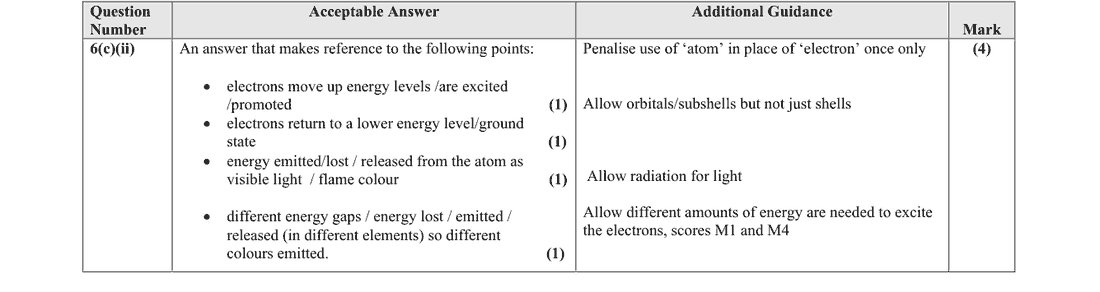 Question Number
Acceptable Answer
Additional Guidance
Mark
6(c)(ii)
An answer that makes reference to the following points:
• electrons move up energy levels /are excited
/promoted (1)
• electrons return to a lower energy level/ground
state (1)
• energy emitted/lost / released from the atom as
visible light / flame colour (1)
• different energy gaps / energy lost / emitted /
released (in different elements) so different
colours emitted. (1)
Penalise use of ‘atom’ in place of ‘electron’ once only
Allow orbitals/subshells but not just shells
Allow radiation for light
Allow different amounts of energy are needed to excite
the electrons, scores M1 and M4
(4)